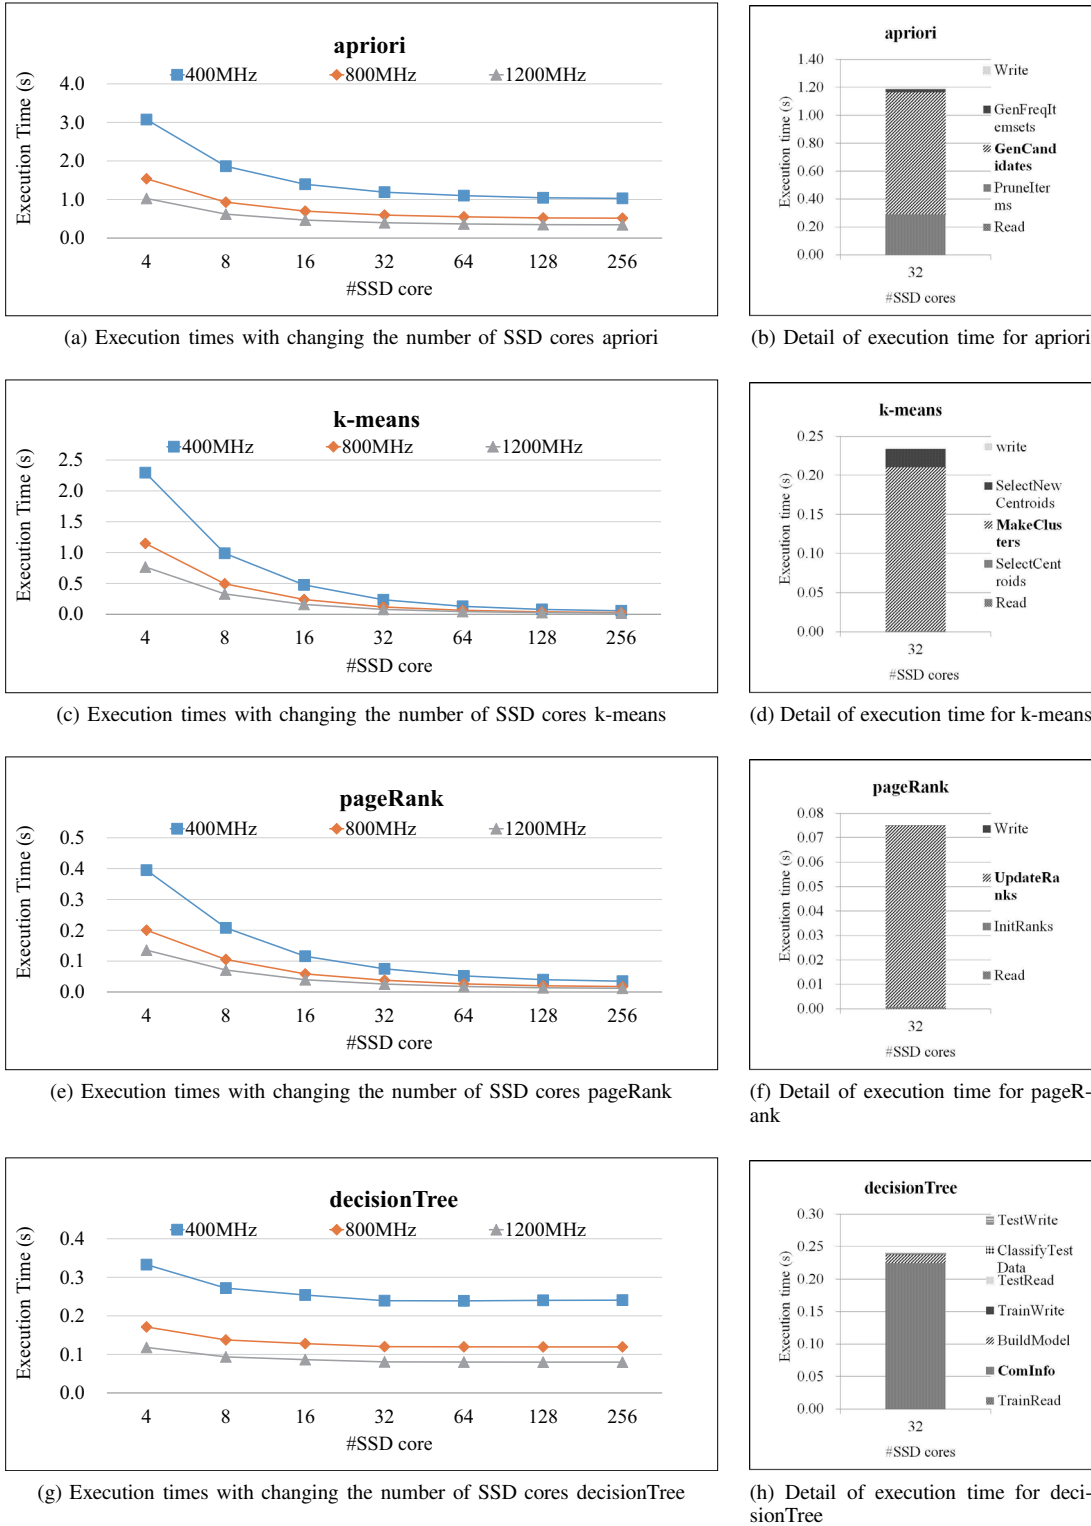 apriori
400MHz 800MHz 1200MHz
Execution Time (s)
4.0
3.0
2.0
1.0
0.0
4 8 16 32 64 128 256
#SSD core
(a) Execution times with changing the number of SSD cores apriori
apriori
Execution time (s)
1.40
1.20
1.00
0.80
0.60
0.40
0.20
0.00
32
#SSD cores
Write
GenFreqIt
emsets
GenCand
idates
PruneIter
ms
Read
(b) Detail of execution time for apriori
k-means
400MHz 800MHz 1200MHz
Execution Time (s)
2.5
2.0
1.5
1.0
0.5
0.0
4 8 16 32 64 128 256
#SSD core
(c) Execution times with changing the number of SSD cores k-means
k-means
Execution time (s)
0.25
0.20
0.15
0.10
0.05
0.00
32
#SSD cores
write
SelectNew
Centroids
MakeClus
ters
SelectCent
roids
Read
(d) Detail of execution time for k-means
pageRank
400MHz 800MHz 1200MHz
Execution Time (s)
0.5
0.4
0.3
0.2
0.1
0.0
4 8 16 32 64 128 256
#SSD core
(e) Execution times with changing the number of SSD cores pageRank
pageRank
Execution time (s)
0.08
0.07
0.06
0.05
0.04
0.03
0.02
0.01
0.00
32
#SSD cores
Write
UpdateRa
nks
InitRanks
Read
(f) Detail of execution time for pageR-
ank
decisionTree
400MHz 800MHz 1200MHz
Execution Time (s)
0.4
0.3
0.2
0.1
0.0
4 8 16 32 64 128 256
#SSD core
(g) Execution times with changing the number of SSD cores decisionTree
decisionTree
Execution time (s)
0.30
0.25
0.20
0.15
0.10
0.05
0.00
32
#SSD cores
TestWrite
ClassifyTest
Data
TestRead
TrainWrite
BuildModel
ComInfo
TrainRead
(h) Detail of execution time for deci-
sionTree